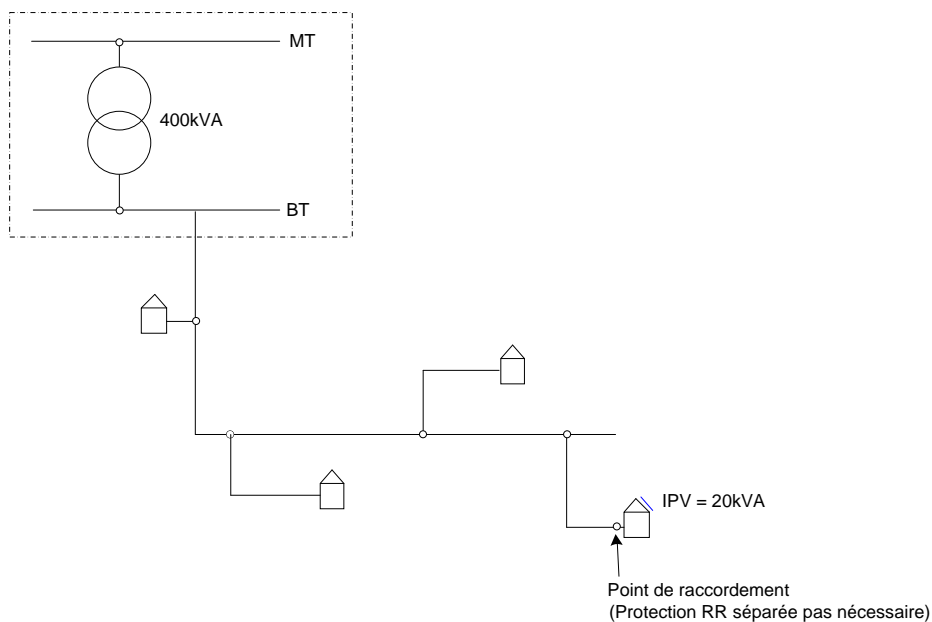 MT
400kVA
BT
IPV = 20kVA
Point de raccordement
(Protection RR séparée pas nécessaire)